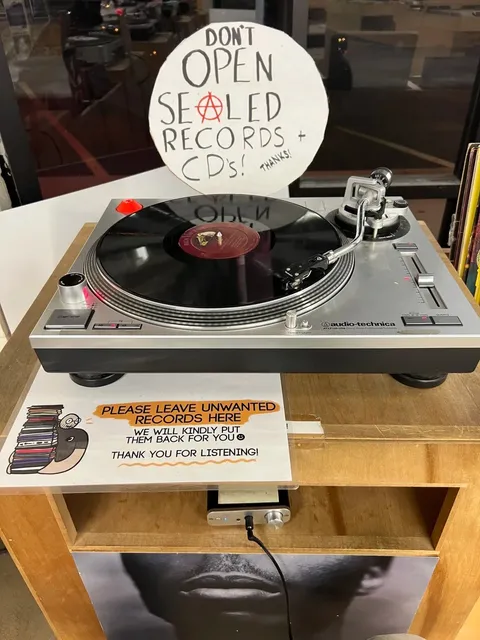 DON'T
OPEN
SEALED
RECORDS +
CD's! THANKS!
audio-technica
PLEASE LEAVE UNWANTED
RECORDS HERE
WE WILL KINDLY PUT
THEM BACK FOR YOU
THANK YOU FOR LISTENING!